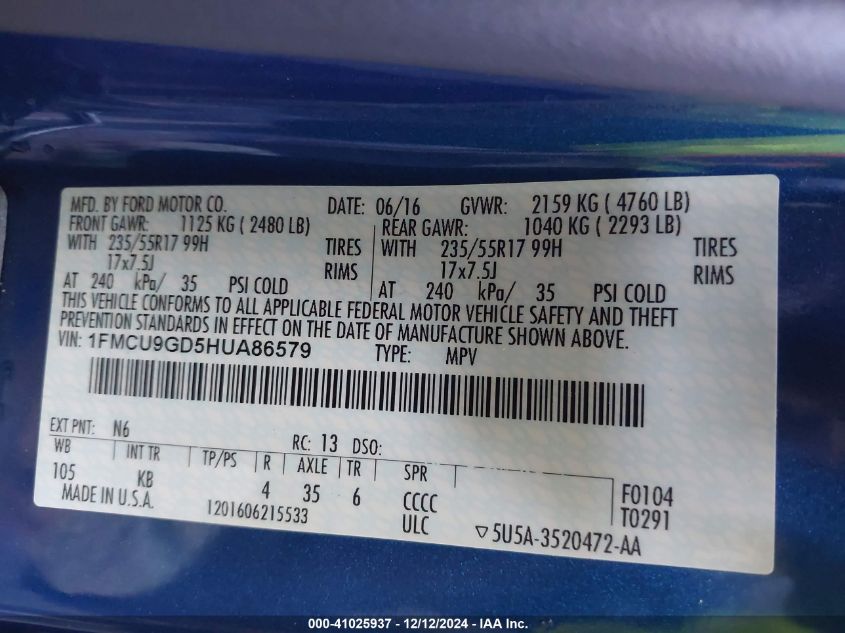 MFD. BY FORD MOTOR CO. DATE: 06/16 GVWR: 2159 KG ( 4760 LB)
FRONT GAWR: 1125 KG ( 2480 LB) REAR GAWR: 1040 KG ( 2293 LB)
WITH 235/55R17 99H TIRES WITH 235/55R17 99H TIRES
17x7.5J RIMS 17x7.5J RIMS
AT 240 kPa/ 35 PSI COLD AT 240 kPa/ 35 PSI COLD
THIS VEHICLE CONFORMS TO ALL APPLICABLE FEDERAL MOTOR VEHICLE SAFETY AND THEFT
PREVENTION STANDARDS IN EFFECT ON THE DATE OF MANUFACTURE SHOWN ABOVE.
VIN: 1FMCU9GD5HUA86579 TYPE: MPV
EXT PNT: N6 RC: 13 DSO:
WB INT TR TP/PS R AXLE TR SPR
105 KB 4 35 6 CCCC F0104
MADE IN U.S.A. 1201606215533 ULC T0291
▽5U5A-3520472-AA
000-41025937 - 12/12/2024 - IAA Inc.